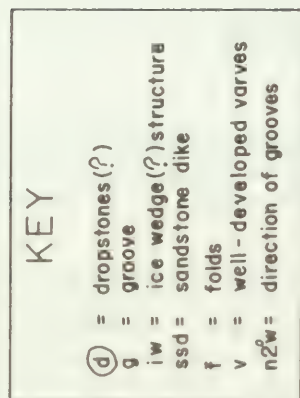 KEY
d = dropstones(?)
g = groove
iw = ice wedge(?) structure
ssd = sandstone dike
f = folds
v = well-developed varves
n2°w = direction of grooves